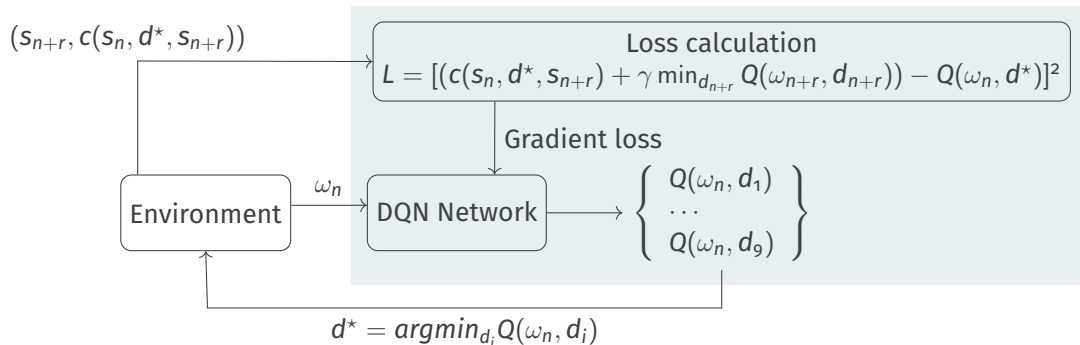 (s_{n+r}, c(s_n, d^⋆, s_{n+r}))
Loss calculation
L = [(c(s_n, d^⋆, s_{n+r}) + γ min_{d_{n+r}} Q(ω_{n+r}, d_{n+r})) − Q(ω_n, d^⋆)]²
Gradient loss
Environment
ω_n
DQN Network
{ Q(ω_n, d_1)
⋯
Q(ω_n, d_9) }
d^⋆ = argmin_{d_i} Q(ω_n, d_i)